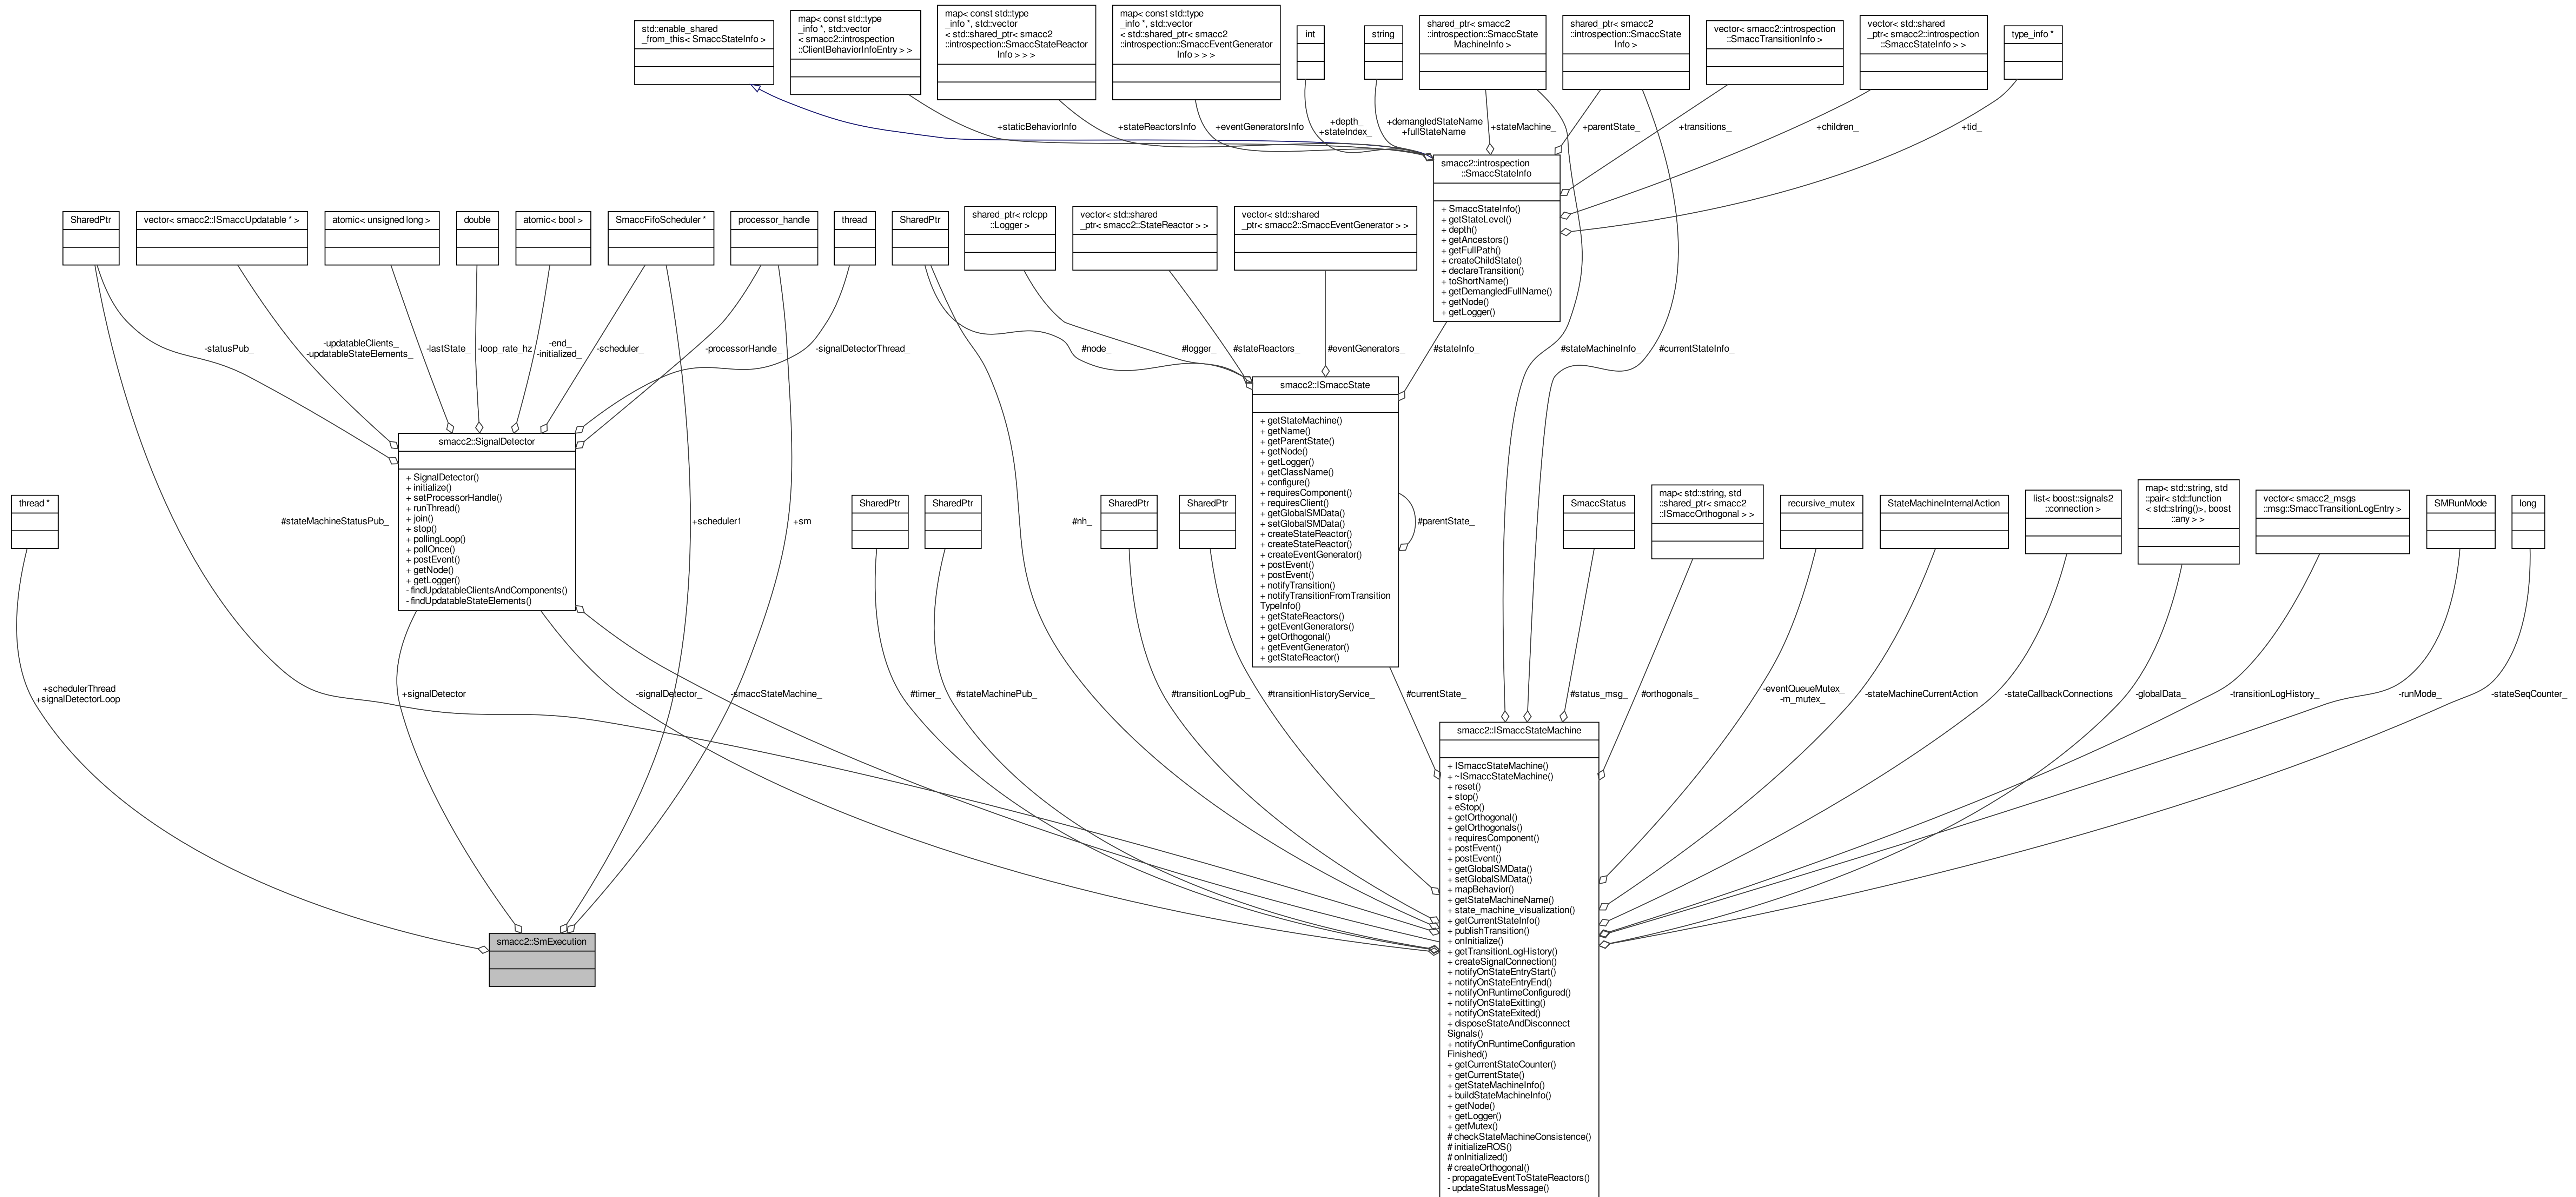 std::enable_shared
_from_this< SmaccStateInfo >
map< const std::type
_info *, std::vector
< smacc2::introspection
::ClientBehaviorInfoEntry > >
map< const std::type
_info *, std::vector
< std::shared_ptr< smacc2
::introspection::SmaccStateReactor
Info > > >
map< const std::type
_info *, std::vector
< std::shared_ptr< smacc2
::introspection::SmaccEventGenerator
Info > > >
int
string
shared_ptr< smacc2
::introspection::SmaccState
MachineInfo >
shared_ptr< smacc2
::introspection::SmaccState
Info >
vector< smacc2::introspection
::SmaccTransitionInfo >
vector< std::shared
_ptr< smacc2::introspection
::SmaccStateInfo > >
type_info *
+staticBehaviorInfo
+stateReactorsInfo
+eventGeneratorsInfo
+depth_
+stateIndex_
+demangledStateName
+fullStateName
+stateMachine_
+parentState_
+transitions_
+children_
+tid_
smacc2::introspection
::SmaccStateInfo
+ SmaccStateInfo()
+ getStateLevel()
+ depth()
+ getAncestors()
+ getFullPath()
+ createChildState()
+ declareTransition()
+ toShortName()
+ getDemangledFullName()
+ getNode()
+ getLogger()
SharedPtr
vector< smacc2::ISmaccUpdatable * >
atomic< unsigned long >
double
atomic< bool >
SmaccFifoScheduler *
processor_handle
thread
SharedPtr
shared_ptr< rclcpp
::Logger >
vector< std::shared
_ptr< smacc2::StateReactor > >
vector< std::shared
_ptr< smacc2::SmaccEventGenerator > >
-statusPub_
-updatableClients_
-updatableStateElements_
-lastState_
-loop_rate_hz
-end_
-initialized_
-scheduler_
-processorHandle_
-signalDetectorThread_
#node_
#logger_
#stateReactors_
#eventGenerators_
#stateInfo_
#stateMachineInfo_
#currentStateInfo_
smacc2::SignalDetector
+ SignalDetector()
+ initialize()
+ setProcessorHandle()
+ runThread()
+ join()
+ stop()
+ pollingLoop()
+ pollOnce()
+ postEvent()
+ getNode()
+ getLogger()
- findUpdatableClientsAndComponents()
- findUpdatableStateElements()
smacc2::ISmaccState
+ getStateMachine()
+ getName()
+ getParentState()
+ getNode()
+ getLogger()
+ getClassName()
+ configure()
+ requiresComponent()
+ requiresClient()
+ getGlobalSMData()
+ setGlobalSMData()
+ createStateReactor()
+ createStateReactor()
+ createEventGenerator()
+ postEvent()
+ postEvent()
+ notifyTransition()
+ notifyTransitionFromTransition
TypeInfo()
+ getStateReactors()
+ getEventGenerators()
+ getOrthogonal()
+ getEventGenerator()
+ getStateReactor()
#parentState_
thread *
#stateMachineStatusPub_
+scheduler1
+sm
SharedPtr
SharedPtr
#nh_
SharedPtr
SharedPtr
SmaccStatus
map< std::string, std
::shared_ptr< smacc2
::ISmaccOrthogonal > >
recursive_mutex
StateMachineInternalAction
list< boost::signals2
::connection >
map< std::string, std
::pair< std::function
< std::string()>, boost
::any > >
vector< smacc2_msgs
::msg::SmaccTransitionLogEntry >
SMRunMode
long
+schedulerThread
+signalDetectorLoop
+signalDetector
-signalDetector_
-smaccStateMachine_
#timer_
#stateMachinePub_
#transitionLogPub_
#transitionHistoryService_
#currentState_
#status_msg_
#orthogonals_
-eventQueueMutex_
-m_mutex_
-stateMachineCurrentAction
-stateCallbackConnections
-globalData_
-transitionLogHistory_
-runMode_
-stateSeqCounter_
smacc2::SmExecution
smacc2::ISmaccStateMachine
+ ISmaccStateMachine()
+ ~ISmaccStateMachine()
+ reset()
+ stop()
+ eStop()
+ getOrthogonal()
+ getOrthogonals()
+ requiresComponent()
+ postEvent()
+ postEvent()
+ getGlobalSMData()
+ setGlobalSMData()
+ mapBehavior()
+ getStateMachineName()
+ state_machine_visualization()
+ getCurrentStateInfo()
+ publishTransition()
+ onInitialize()
+ getTransitionLogHistory()
+ createSignalConnection()
+ notifyOnStateEntryStart()
+ notifyOnStateEntryEnd()
+ notifyOnRuntimeConfigured()
+ notifyOnStateExitting()
+ notifyOnStateExited()
+ disposeStateAndDisconnect
Signals()
+ notifyOnRuntimeConfiguration
Finished()
+ getCurrentStateCounter()
+ getCurrentState()
+ getStateMachineInfo()
+ buildStateMachineInfo()
+ getNode()
+ getLogger()
+ getMutex()
# checkStateMachineConsistence()
# initializeROS()
# onInitialized()
# createOrthogonal()
- propagateEventToStateReactors()
- updateStatusMessage()